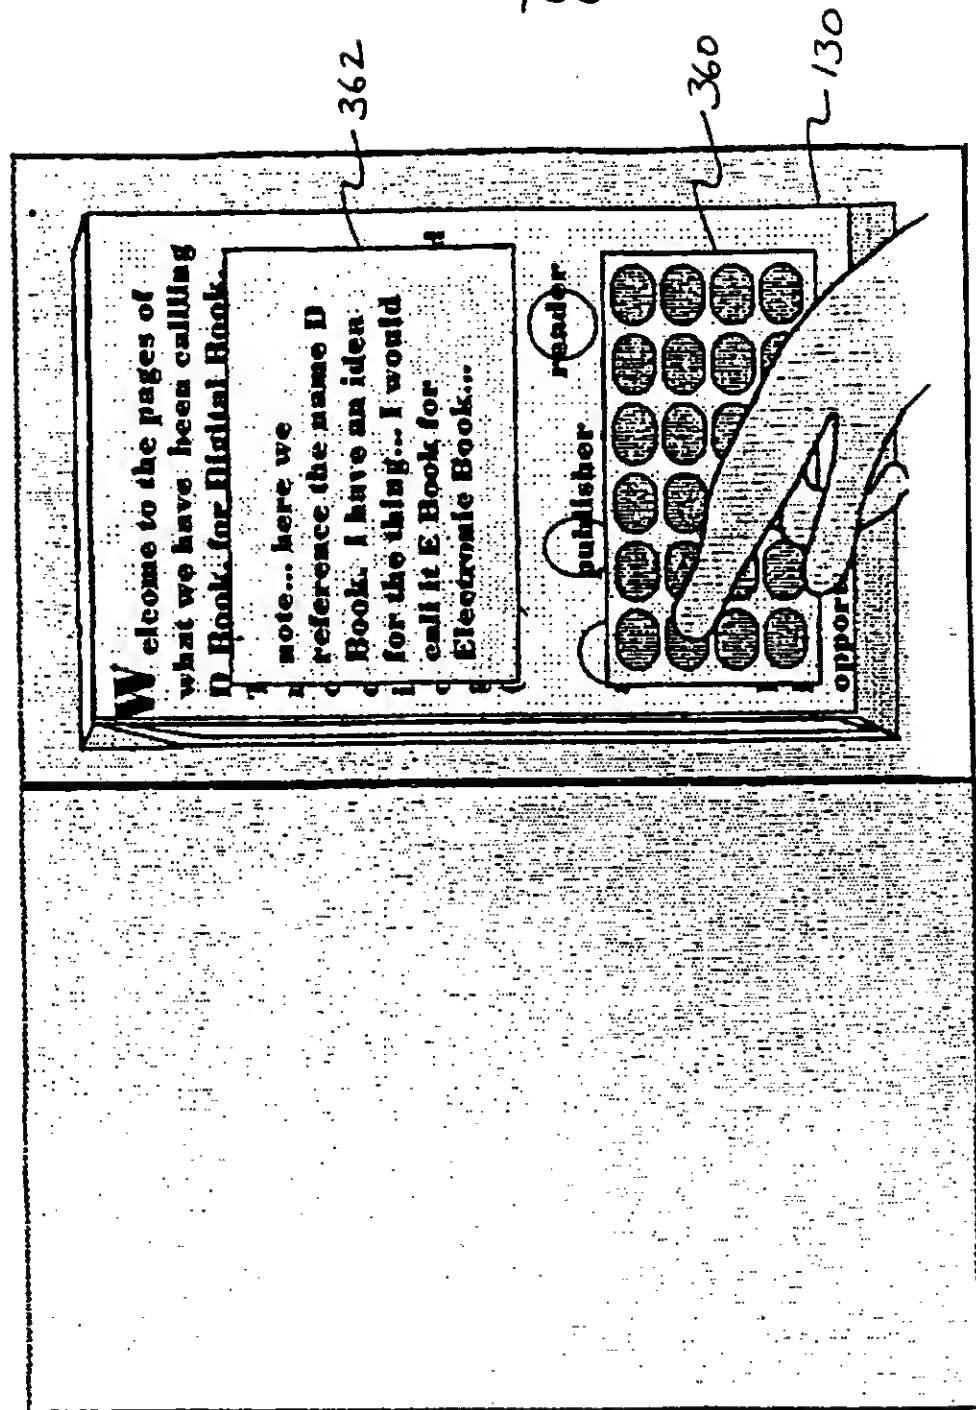 Welcome to the pages of
what we have been callling
D Book, for Digital Book.
note... here we
reference the name D
Book. I have an idea
for the thing... I would
call it E Book for
Electronic Book...
publisher
reader
opport
362
360
130